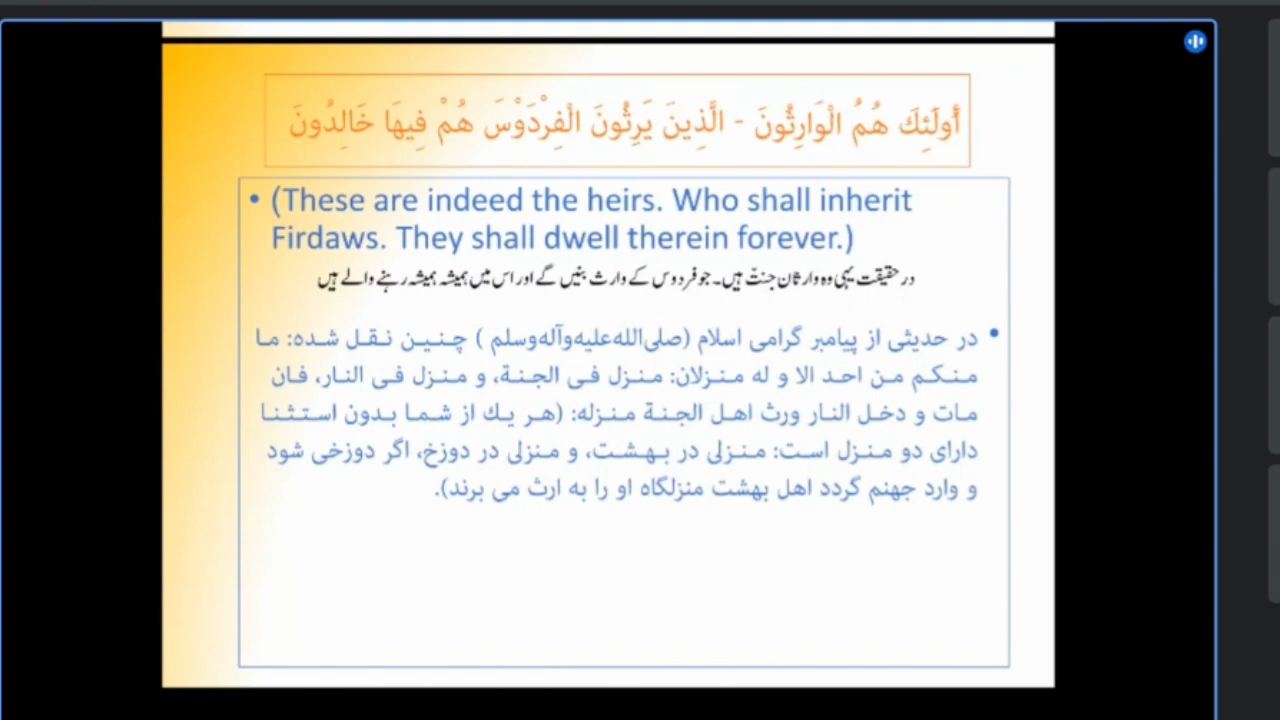 أُولَئِكَ هُمُ الْوَارِثُونَ - الَّذِينَ يَرِثُونَ الْفِرْدَوْسَ هُمْ فِيهَا خَالِدُونَ
• (These are indeed the heirs. Who shall inherit
Firdaws. They shall dwell therein forever.)
درحقیقت یہی وہ وارثان جنّت ہیں۔ جوفردوس کے وارث بنیں گے اور اس میں ہمیشہ ہمیشہ رہنے والے ہیں
• در حدیثی از پیامبر گرامی اسلام (صلی‌الله‌علیه‌وآله‌وسلم ) چنین نقل شده: ما
منکم من احد الا و له منزلان: منزل فی الجنة، و منزل فی النار، فان
مات و دخل النار ورث اهل الجنة منزله: (هر یك از شما بدون استثنا
دارای دو منزل است: منزلی در بهشت، و منزلی در دوزخ، اگر دوزخی شود
و وارد جهنم گردد اهل بهشت منزلگاه او را به ارث می برند).